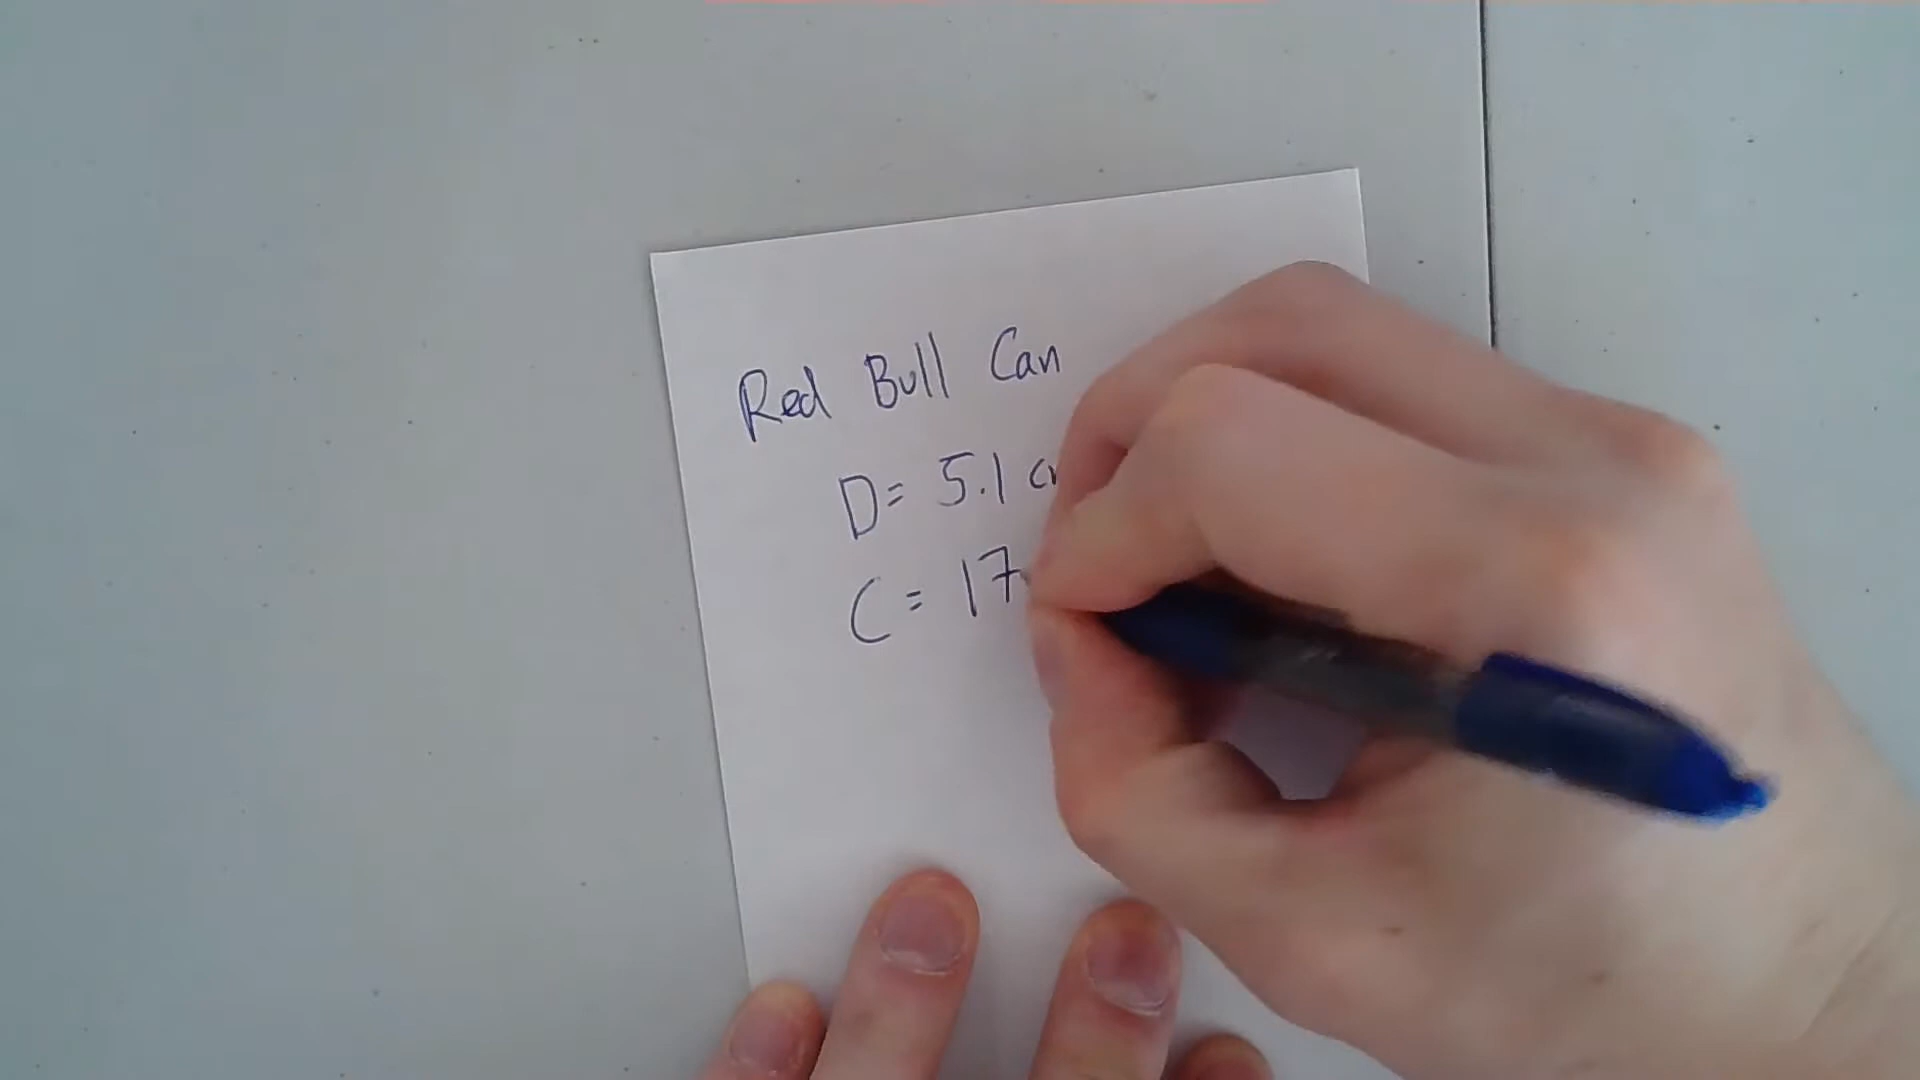 Red Bull Can
D= 5.1
C= 17